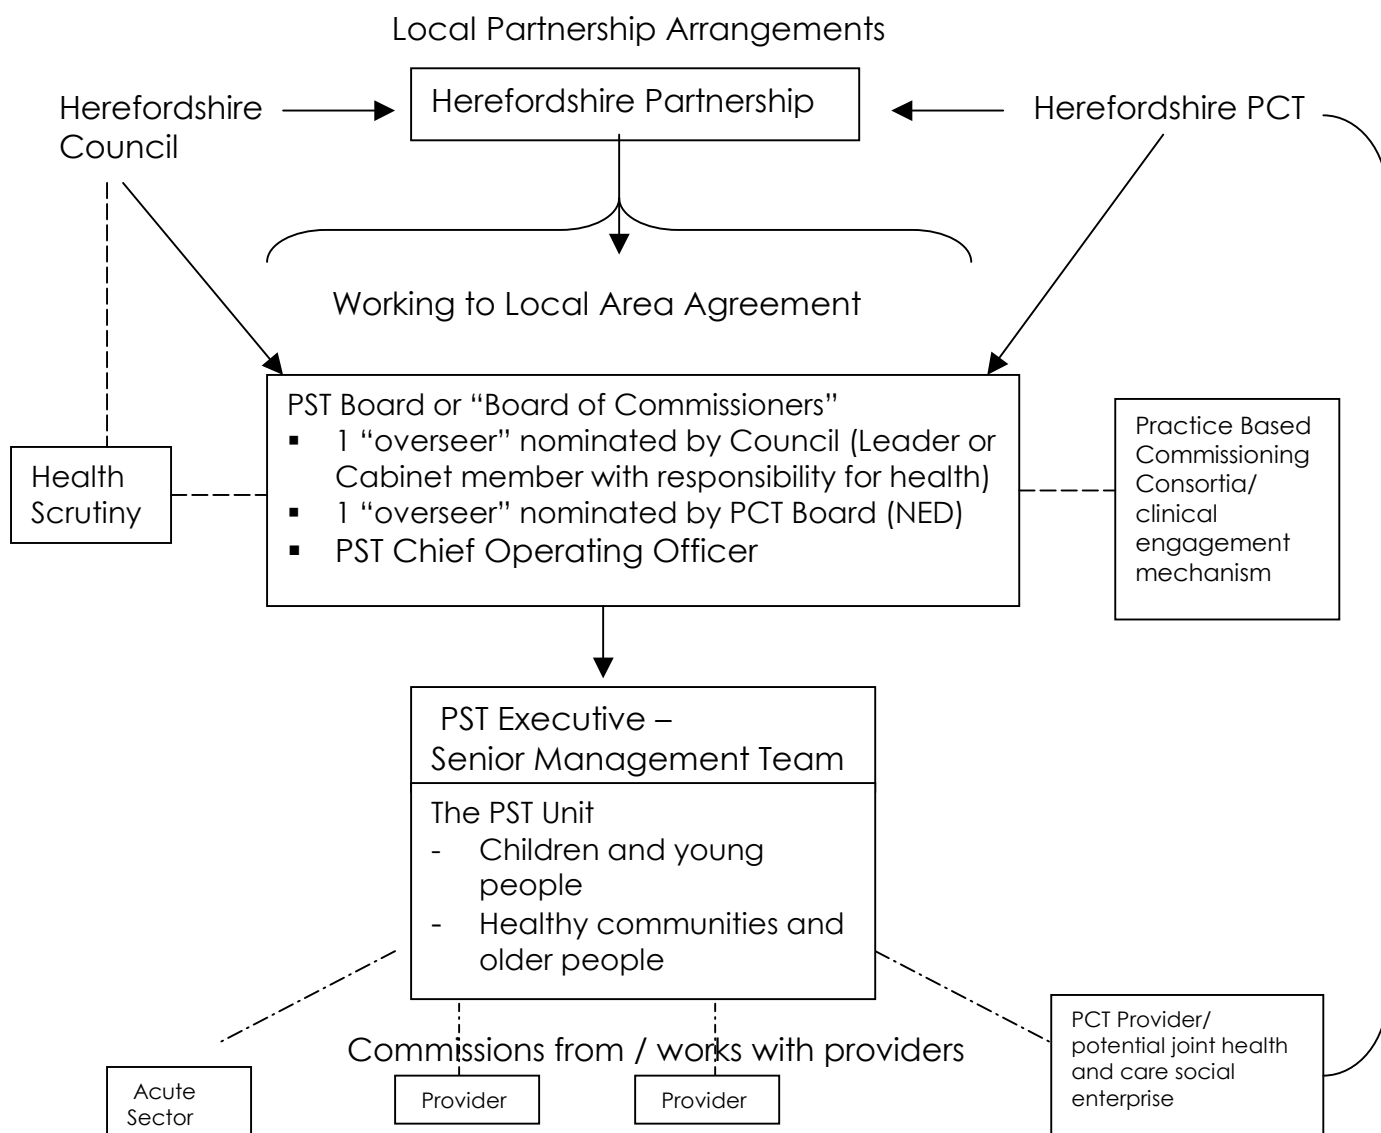 Local Partnership Arrangements
Herefordshire
Council
Herefordshire Partnership
Herefordshire PCT
Working to Local Area Agreement
PST Board or “Board of Commissioners”
▪ 1 “overseer” nominated by Council (Leader or
Cabinet member with responsibility for health)
▪ 1 “overseer” nominated by PCT Board (NED)
▪ PST Chief Operating Officer
Health
Scrutiny
Practice Based
Commissioning
Consortia/
clinical
engagement
mechanism
PST Executive –
Senior Management Team
The PST Unit
- Children and young
people
- Healthy communities and
older people
Commissions from / works with providers
Acute
Sector
Provider
Provider
PCT Provider/
potential joint health
and care social
enterprise